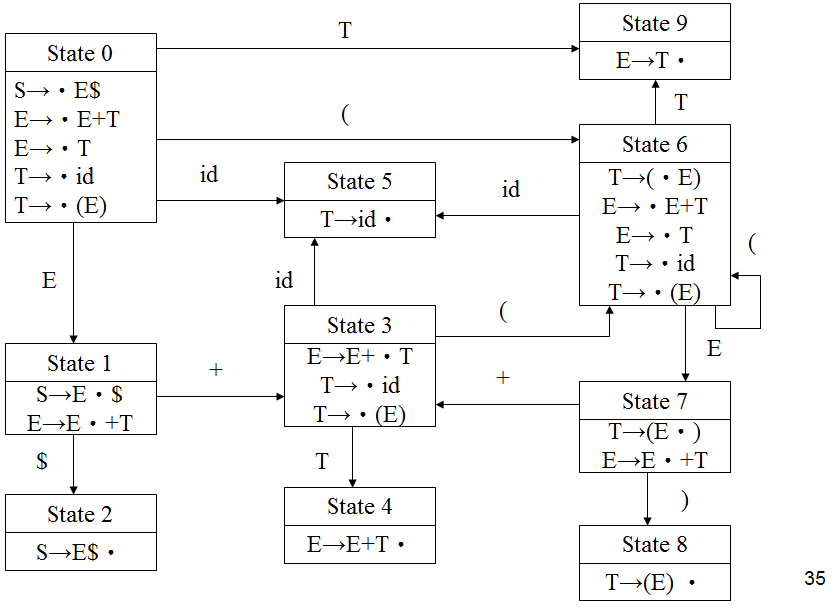 State 0
S→・E$
E→・E+T
E→・T
T→・id
T→・(E)
T
State 9
E→T・
(
T
State 6
T→(・E)
E→・E+T
E→・T
T→・id
T→・(E)
(
id
State 5
T→id・
id
E
id
State 3
E→E+・T
T→・id
T→・(E)
(
E
State 1
S→E・$
E→E・+T
+
+
State 7
T→(E・)
E→E・+T
$
T
)
State 2
S→E$・
State 4
E→E+T・
State 8
T→(E)・
35